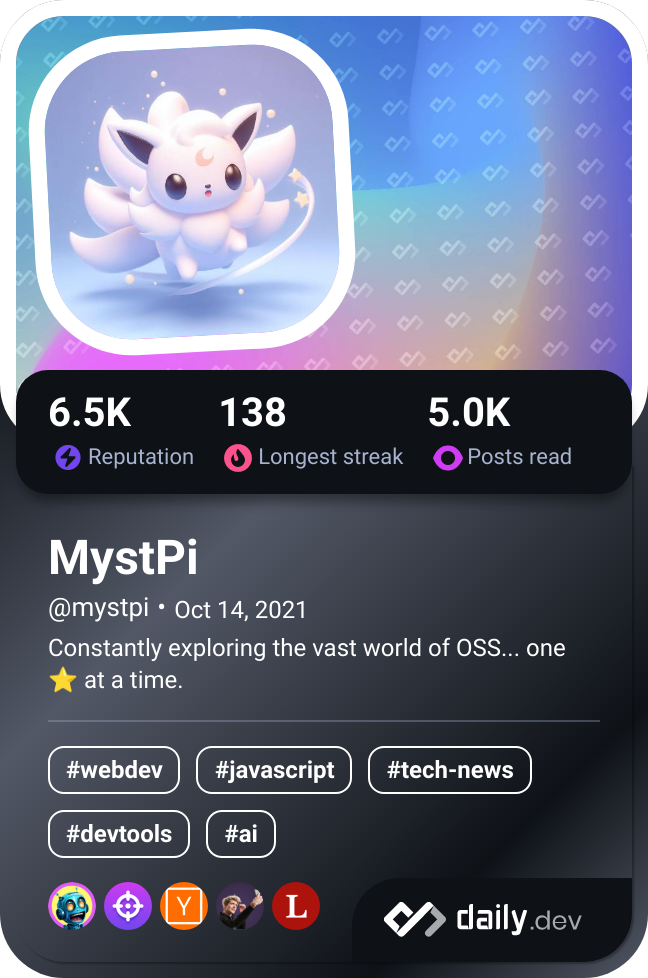 6.5K 138 5.0K
Reputation Longest streak Posts read
MystPi
@mystpi • Oct 14, 2021
Constantly exploring the vast world of OSS... one
⭐ at a time.
#webdev #javascript #tech-news
#devtools #ai
Y L daily.dev